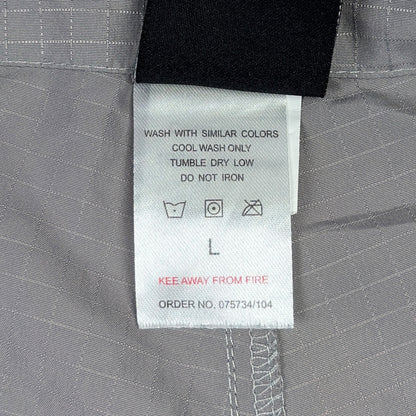 WASH WITH SIMILAR COLORS
COOL WASH ONLY
TUMBLE DRY LOW
DO NOT IRON
L
KEE AWAY FROM FIRE
ORDER NO. 075734/104